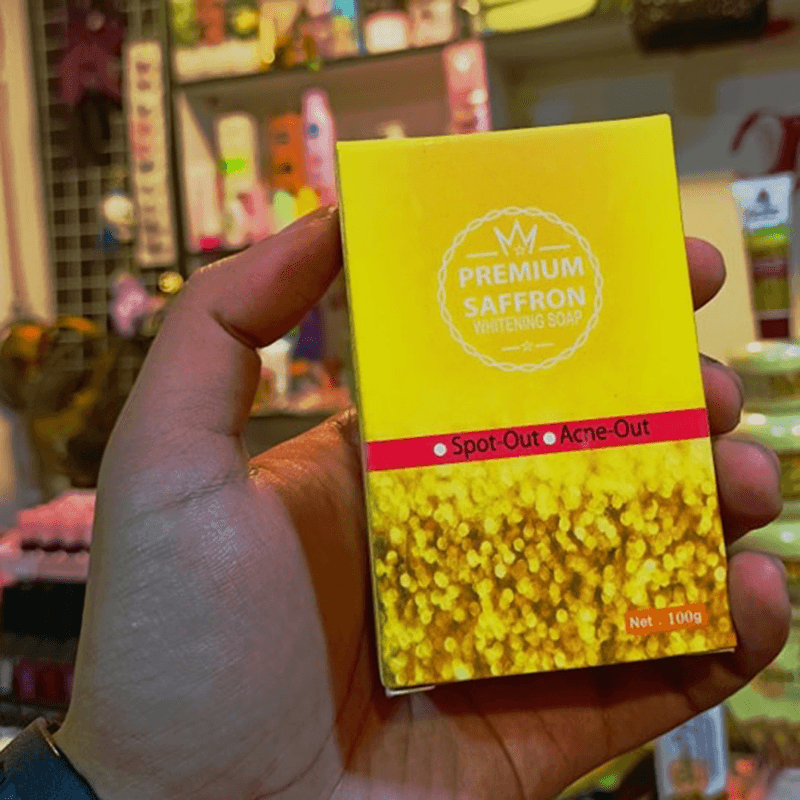 PREMIUM
SAFFRON
WHITENING SOAP
Spot-Out Acne-Out
Net . 100g